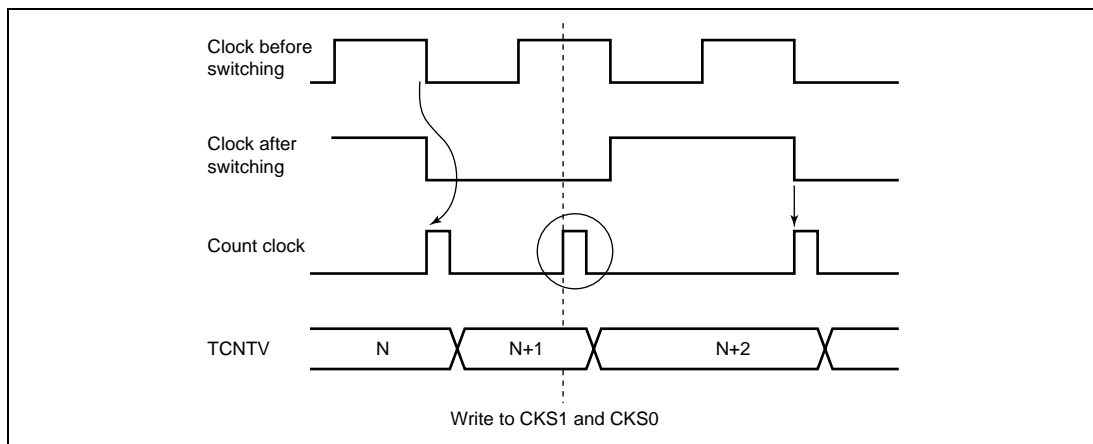 Clock before
switching
Clock after
switching
Count clock
TCNTV
N
N+1
N+2
Write to CKS1 and CKS0